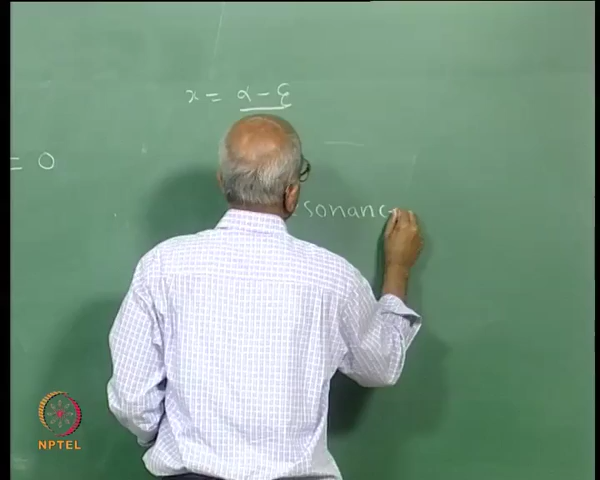 x = α - ε
= 0
sonanc
NPTEL